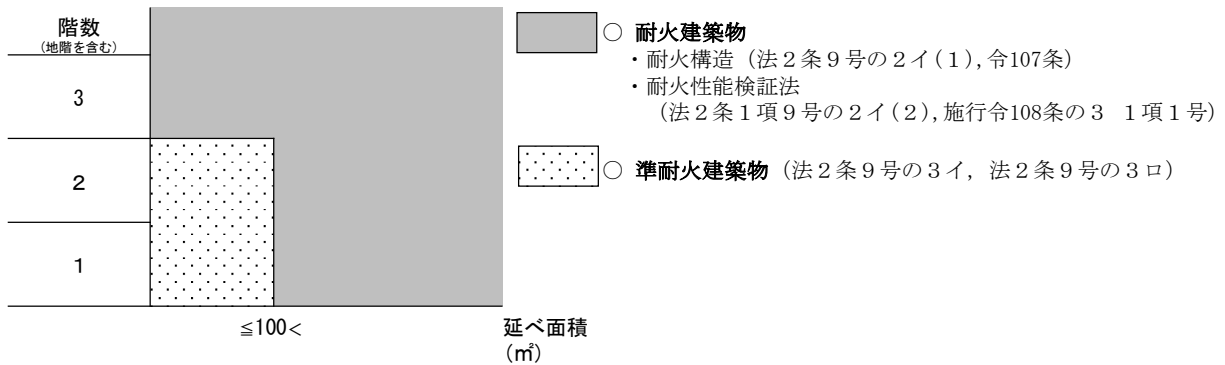 階数
(地階を含む)
3
2
1
≦100<
延べ面積
(㎡)
○ 耐火建築物
・耐火構造（法２条９号の２イ(１),令107条）
・耐火性能検証法
（法２条１項９号の２イ(２),施行令108条の３ １項１号）
○ 準耐火建築物（法２条９号の３イ，法２条９号の３ロ）